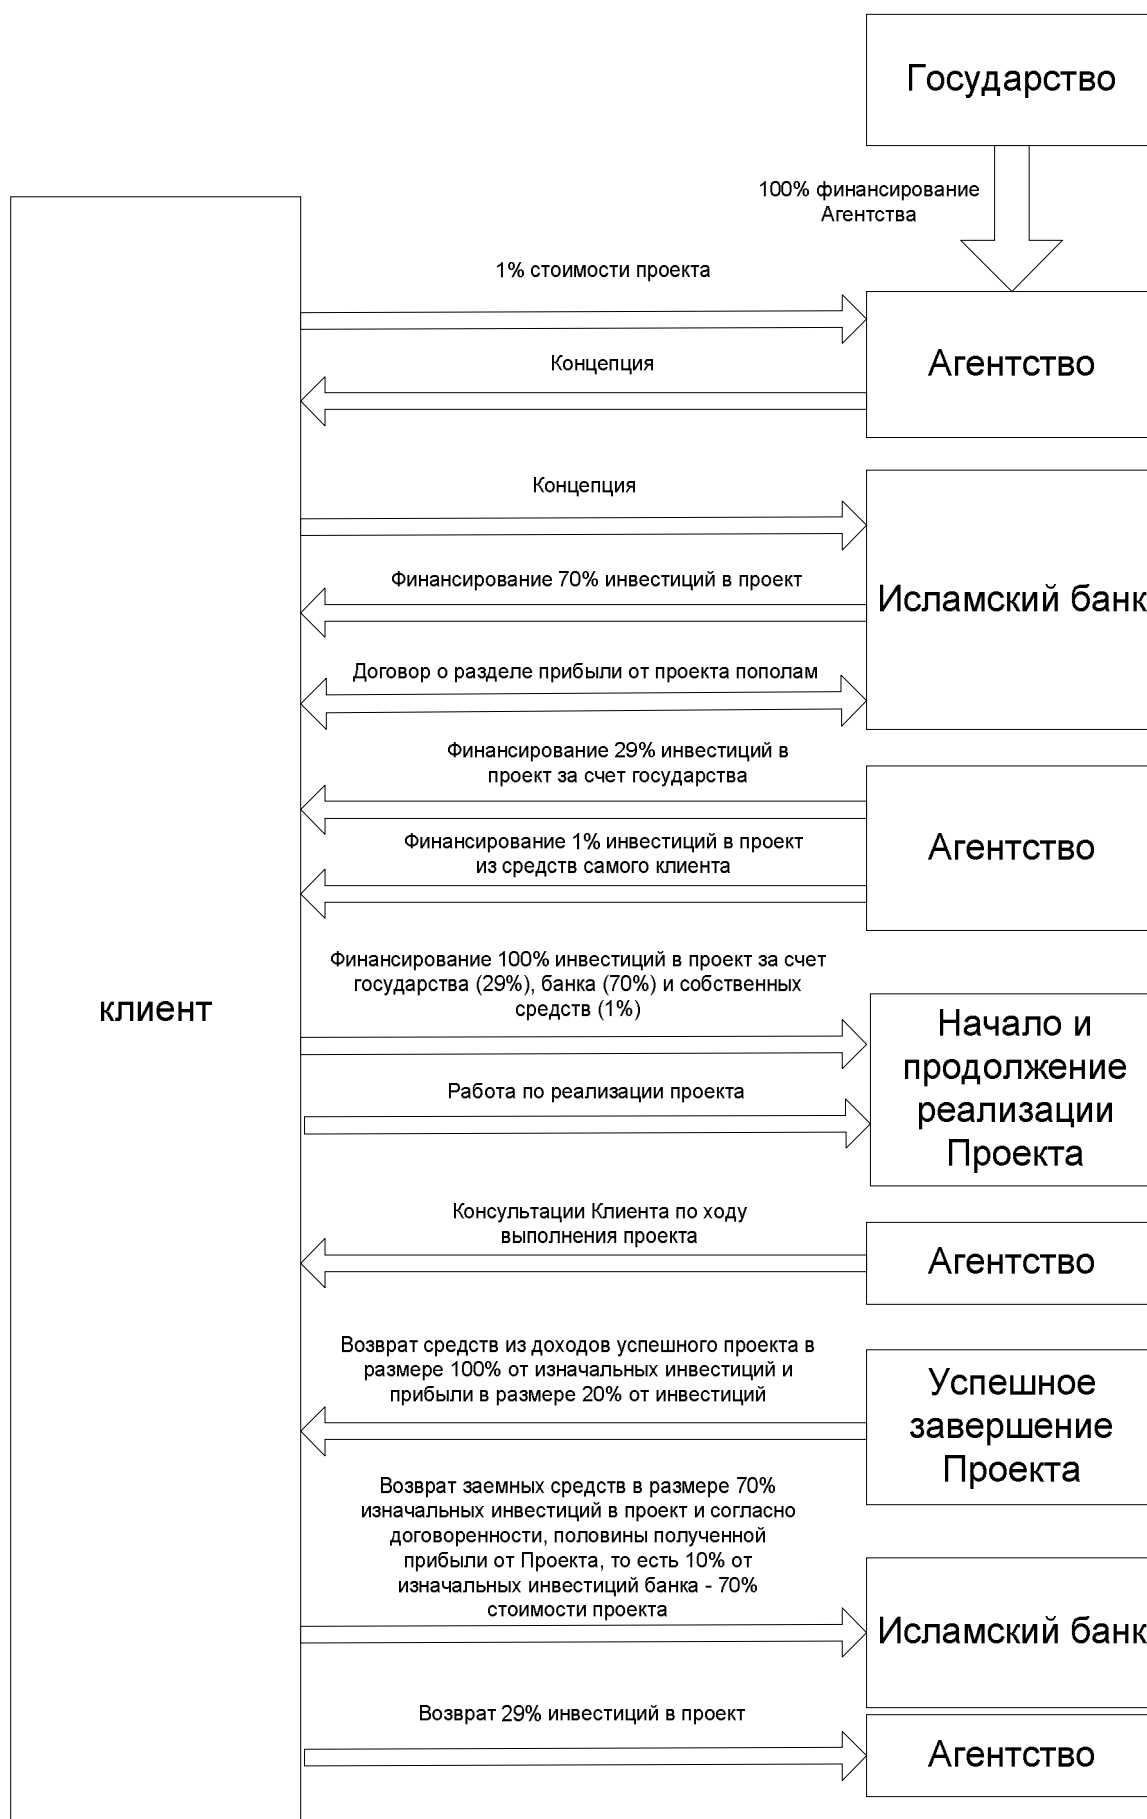 Государство
100% финансирование
Агентства
1% стоимости проекта
Концепция
Агентство
Концепция
Финансирование 70% инвестиций в проект
Исламский банк
Договор о разделе прибыли от проекта пополам
Финансирование 29% инвестиций в
проект за счет государства
Агентство
Финансирование 1% инвестиций в проект
из средств самого клиента
клиент
Финансирование 100% инвестиций в проект за счет
государства (29%), банка (70%) и собственных
средств (1%)
Начало и
продолжение
реализации
Проекта
Работа по реализации проекта
Консультации Клиента по ходу
выполнения проекта
Агентство
Возврат средств из доходов успешного проекта в
размере 100% от изначальных инвестиций и
прибыли в размере 20% от инвестиций
Успешное
завершение
Проекта
Возврат заемных средств в размере 70%
изначальных инвестиций в проект и согласно
договоренности, половины полученной
прибыли от Проекта, то есть 10% от
изначальных инвестиций банка - 70%
стоимости проекта
Исламский банк
Возврат 29% инвестиций в проект
Агентство